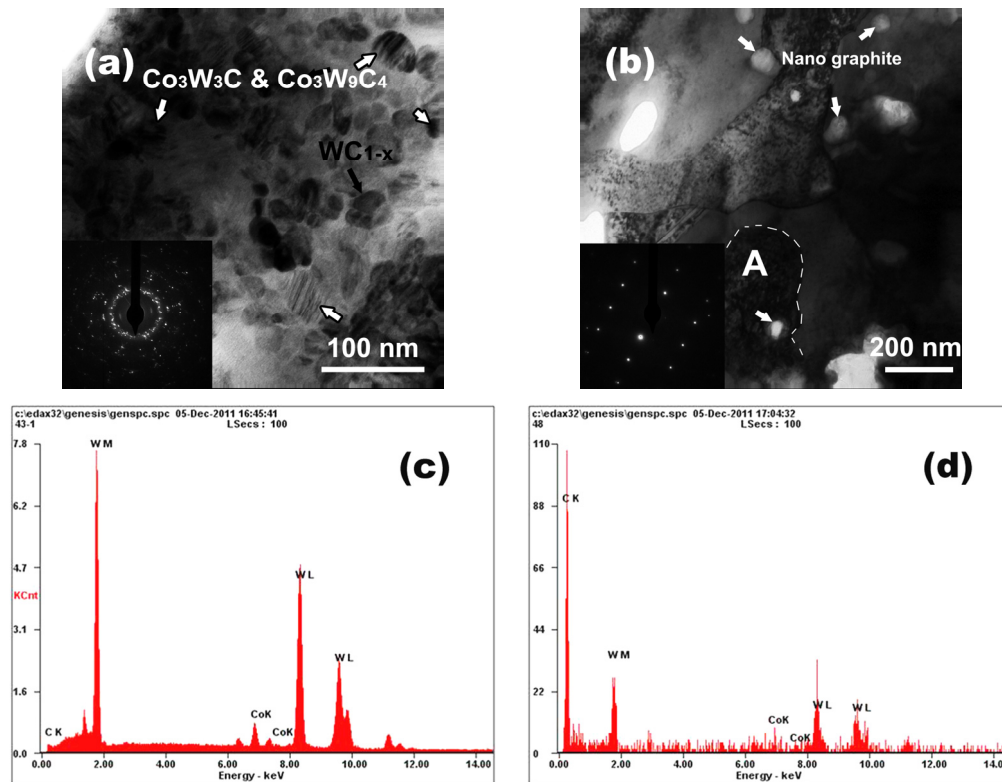 (a)
Co₃W₃C & Co₃W₉C₄
WC₁₋ₓ
100 nm
(b)
Nano graphite
A
200 nm
c:\edax32\genesis\genspc.spc 05-Dec-2011 16:45:41
43-1 LSecs : 100
7.8
6.2
4.7
KCnt
3.1
1.6
0.0
W M
(c)
W L
W L
C K
CoK
CoK
0.00 2.00 4.00 6.00 8.00 10.00 12.00 14.00
Energy - keV
c:\edax32\genesis\genspc.spc 05-Dec-2011 17:04:32
48 LSecs : 100
110
88
66
44
22
0
(d)
C K
W M
CoK
CoK
W L
W L
0.00 2.00 4.00 6.00 8.00 10.00 12.00 14.0
Energy - keV